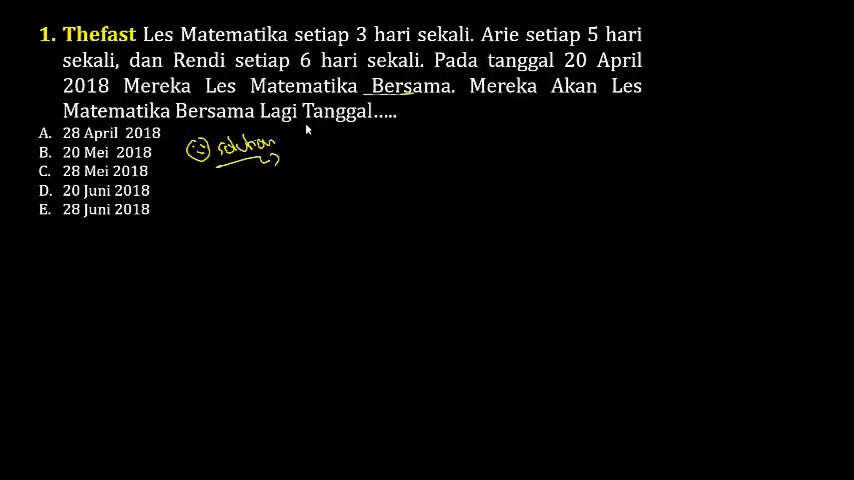 1. Thefast Les Matematika setiap 3 hari sekali. Arie setiap 5 hari
sekali, dan Rendi setiap 6 hari sekali. Pada tanggal 20 April
2018 Mereka Les Matematika Bersama. Mereka Akan Les
Matematika Bersama Lagi Tanggal.....
A. 28 April 2018
B. 20 Mei 2018
solution
C. 28 Mei 2018
D. 20 Juni 2018
E. 28 Juni 2018